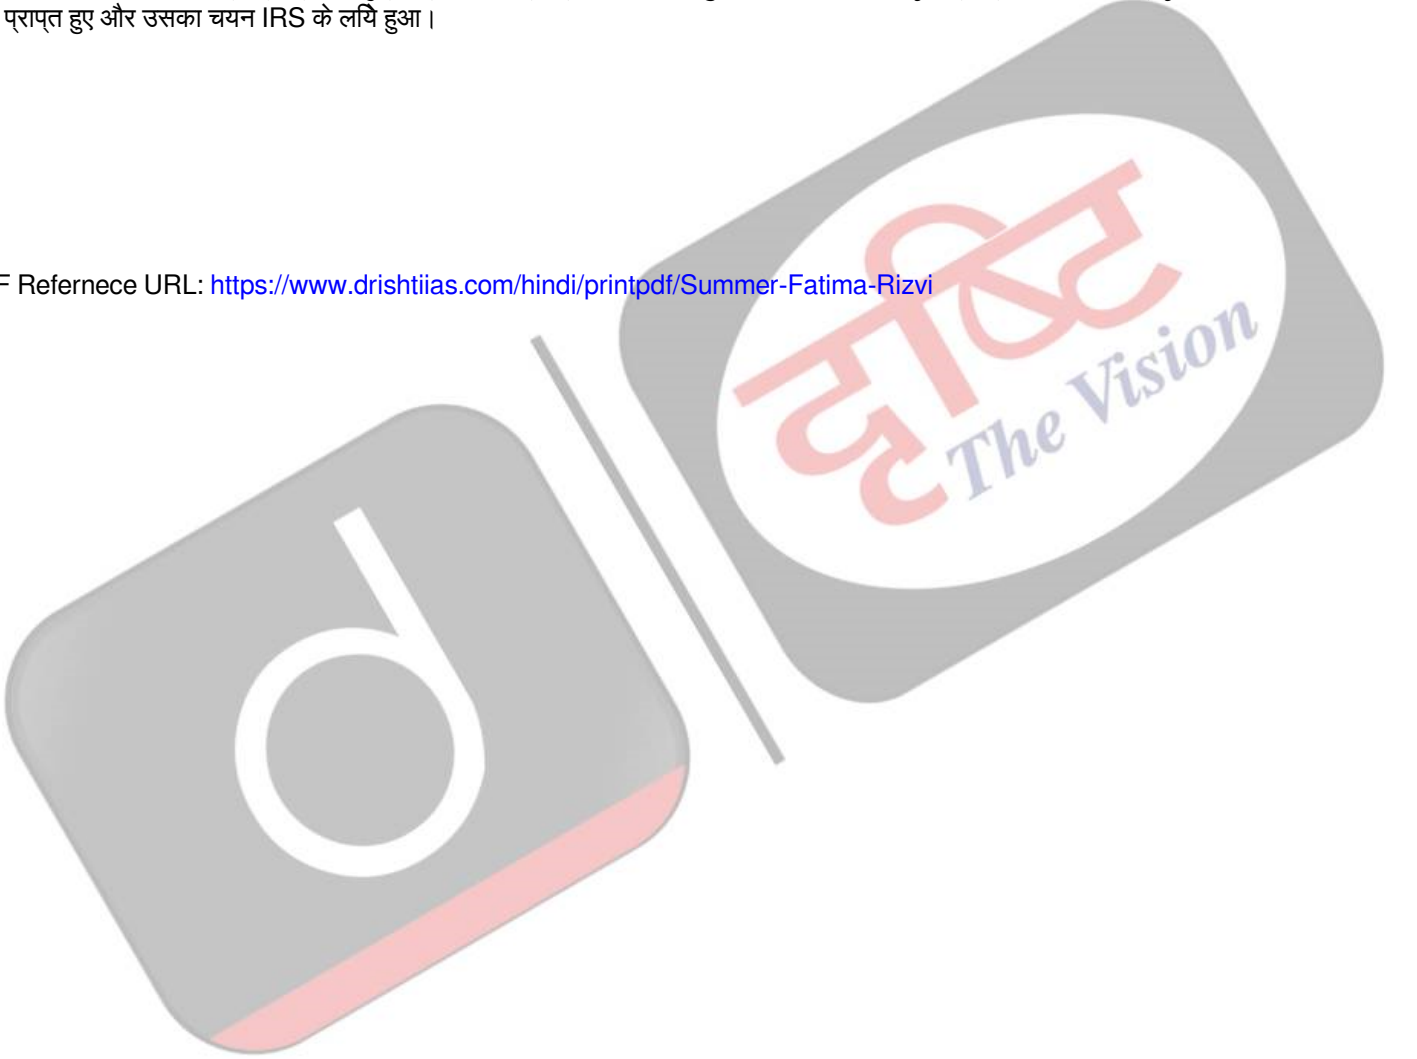 प्राप्त हुए और उसका चयन IRS के लिये हुआ।
F Refernece URL: https://www.drishtiias.com/hindi/printpdf/Summer-Fatima-Rizvi
दृष्टि
The Vision
d